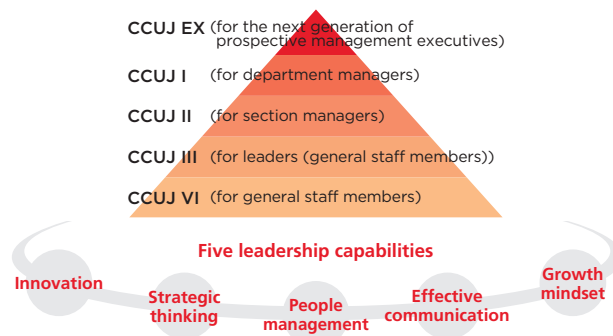 CCUJ EX (for the next generation of
prospective management executives)
CCUJ I (for department managers)
CCUJ II (for section managers)
CCUJ III (for leaders (general staff members))
CCUJ VI (for general staff members)
Five leadership capabilities
Innovation
Strategic
thinking
People
management
Effective
communication
Growth
mindset